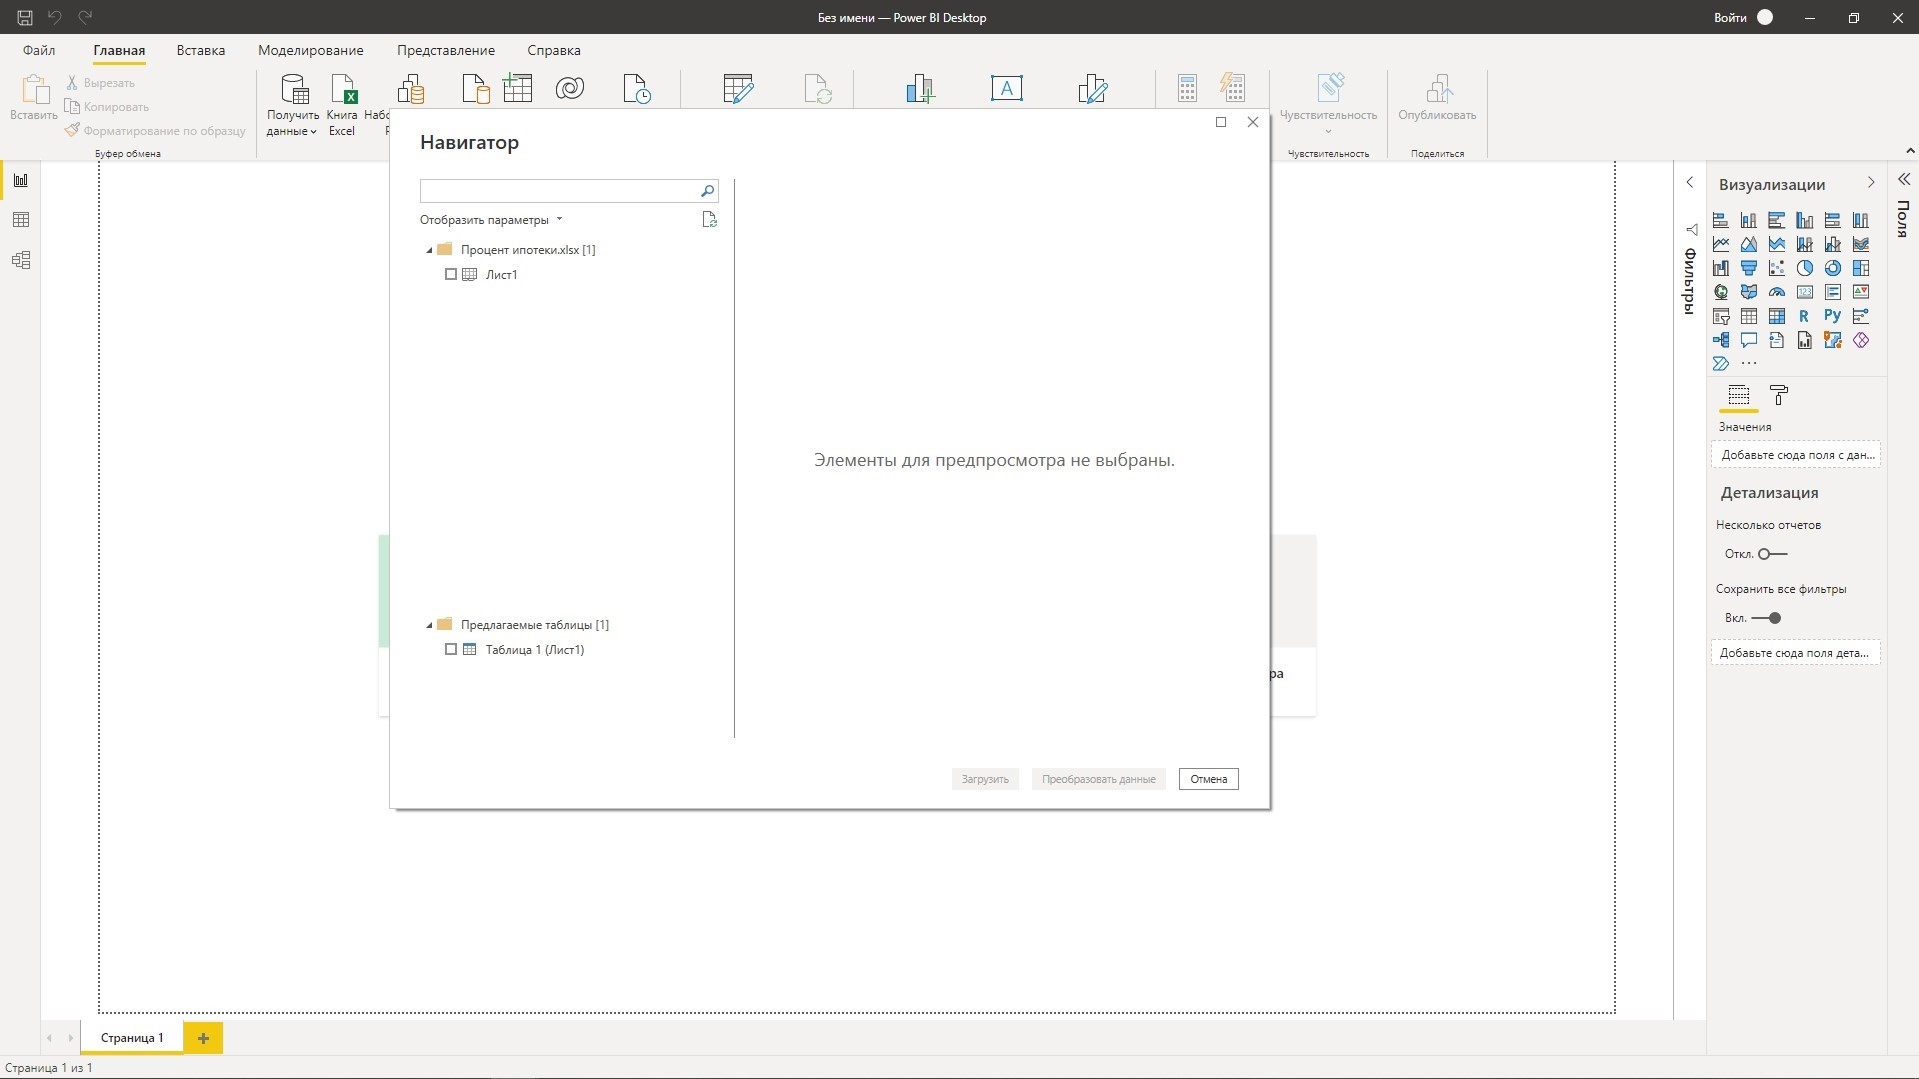 Без имени — Power BI Desktop
Войти
Файл
Главная
Вставка
Моделирование
Представление
Справка
Вставить
Вырезать
Копировать
Форматирование по образцу
Буфер обмена
Получить данные
Книга Excel
Чувствительность
Чувствительность
Опубликовать
Поделиться
Навигатор
Отобразить параметры
Процент ипотеки.xlsx [1]
Лист1
Элементы для предпросмотра не выбраны.
Предлагаемые таблицы [1]
Таблица 1 (Лист1)
Загрузить
Преобразовать данные
Отмена
ра
Фильтры
Визуализации
123
R
Py
Значения
Добавьте сюда поля с дан...
Детализация
Несколько отчетов
Откл.
Сохранить все фильтры
Вкл.
Добавьте сюда поля дета...
Поля
Страница 1
Страница 1 из 1